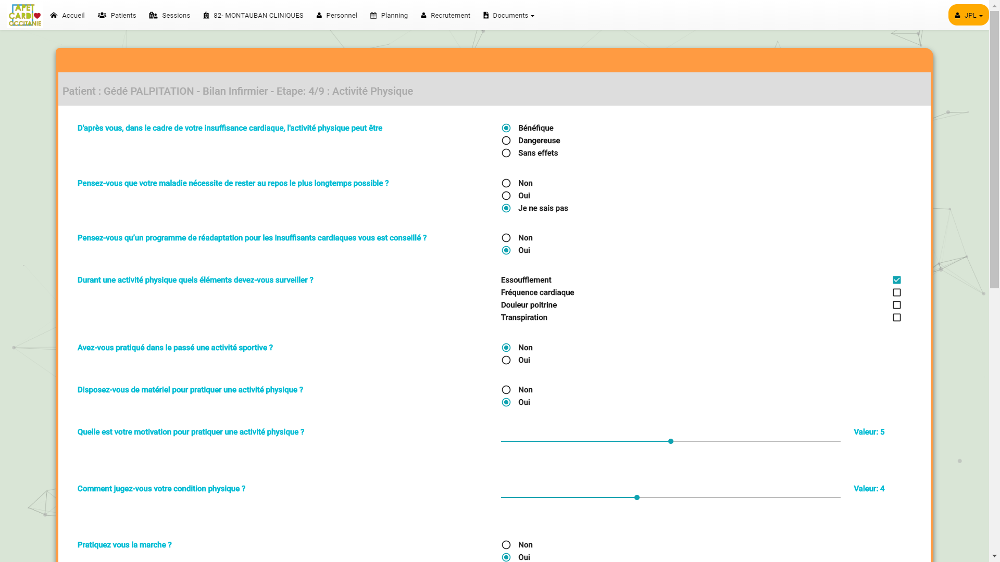 APET
CARDIO
OCCITANIE
Accueil
Patients
Sessions
82- MONTAUBAN CLINIQUES
Personnel
Planning
Recrutement
Documents
JPL
Patient : Gédé PALPITATION - Bilan Infirmier - Etape: 4/9 : Activité Physique
D'après vous, dans le cadre de votre insuffisance cardiaque, l'activité physique peut être
Bénéfique
Dangereuse
Sans effets
Pensez-vous que votre maladie nécessite de rester au repos le plus longtemps possible ?
Non
Oui
Je ne sais pas
Pensez-vous qu’un programme de réadaptation pour les insuffisants cardiaques vous est conseillé ?
Non
Oui
Durant une activité physique quels éléments devez-vous surveiller ?
Essoufflement
Fréquence cardiaque
Douleur poitrine
Transpiration
Avez-vous pratiqué dans le passé une activité sportive ?
Non
Oui
Disposez-vous de matériel pour pratiquer une activité physique ?
Non
Oui
Quelle est votre motivation pour pratiquer une activité physique ?
Valeur: 5
Comment jugez-vous votre condition physique ?
Valeur: 4
Pratiquez vous la marche ?
Non
Oui